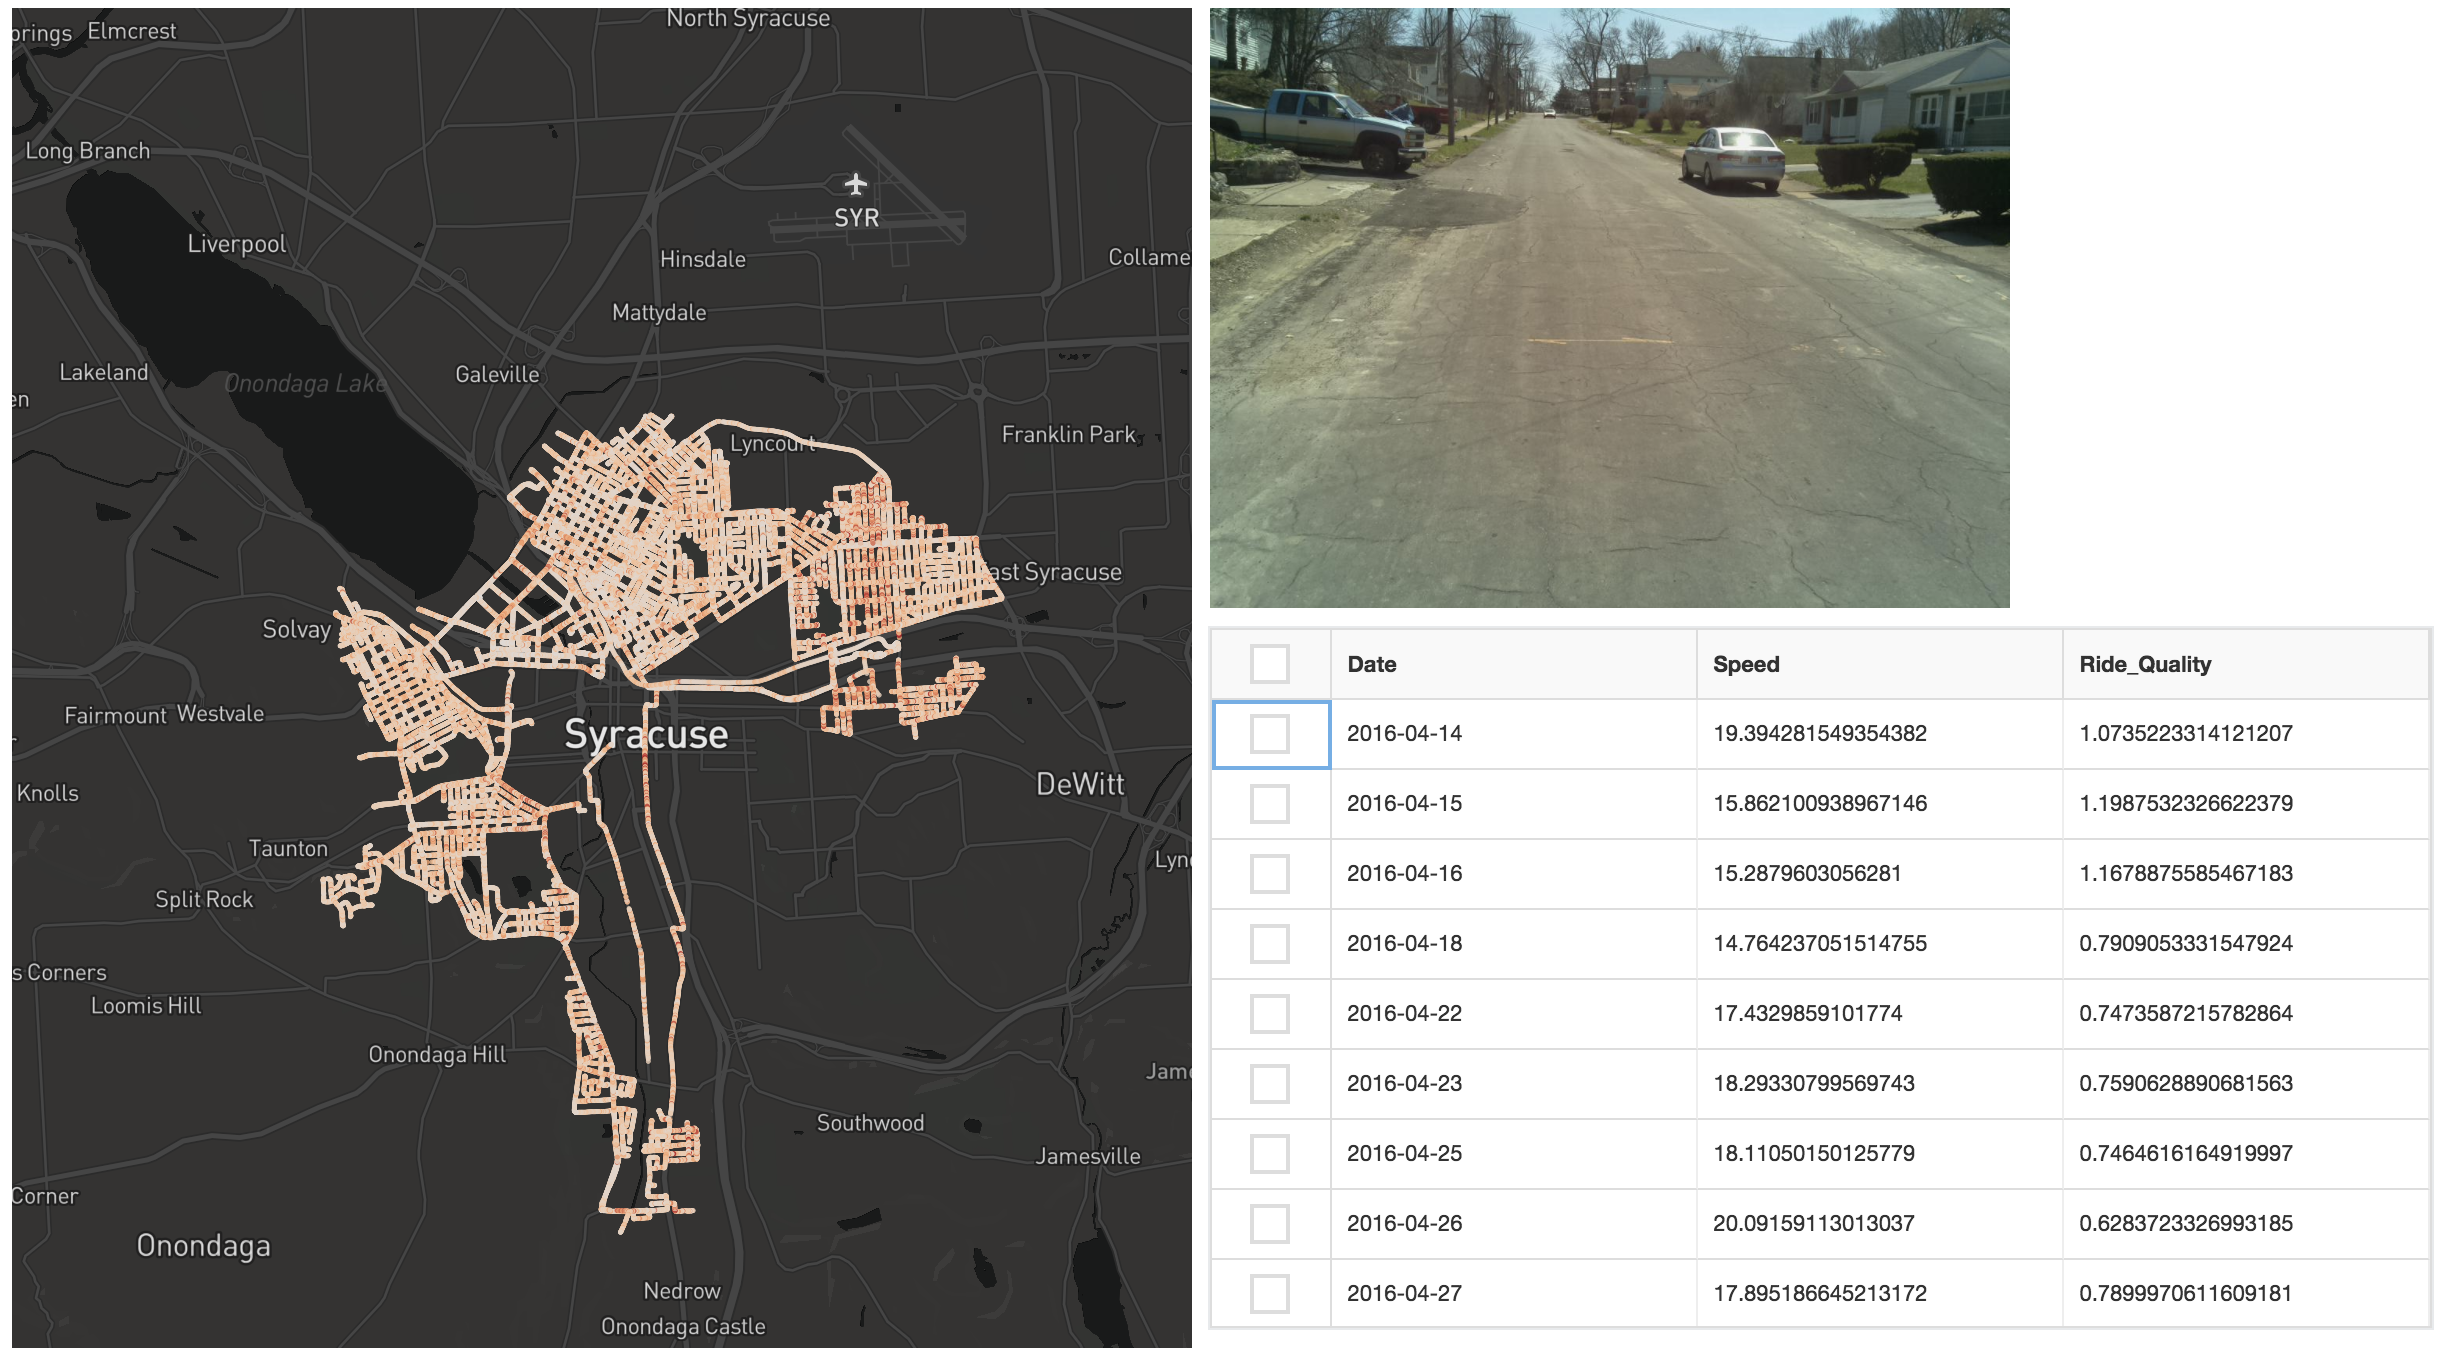 North Syracuse
Elmcrest
Long Branch
SYR
Liverpool
Hinsdale
Mattydale
Lakeland
Onondaga Lake
Galeville
Lyncourt
Franklin Park
Solvay
Fairmount
Westvale
Syracuse
DeWitt
Knolls
Taunton
Split Rock
s Corners
Loomis Hill
Onondaga Hill
Southwood
Jamesville
Corner
Onondaga
Nedrow
Onondaga Castle
prings
en
Collame
ast Syracuse
Lyn
Jame
Date Speed Ride_Quality
2016-04-14 19.394281549354382 1.0735223314121207
2016-04-15 15.862100938967146 1.1987532326622379
2016-04-16 15.2879603056281 1.1678875585467183
2016-04-18 14.764237051514755 0.7909053331547924
2016-04-22 17.4329859101774 0.7473587215782864
2016-04-23 18.29330799569743 0.7590628890681563
2016-04-25 18.11050150125779 0.7464616164919997
2016-04-26 20.09159113013037 0.6283723326993185
2016-04-27 17.895186645213172 0.7899970611609181